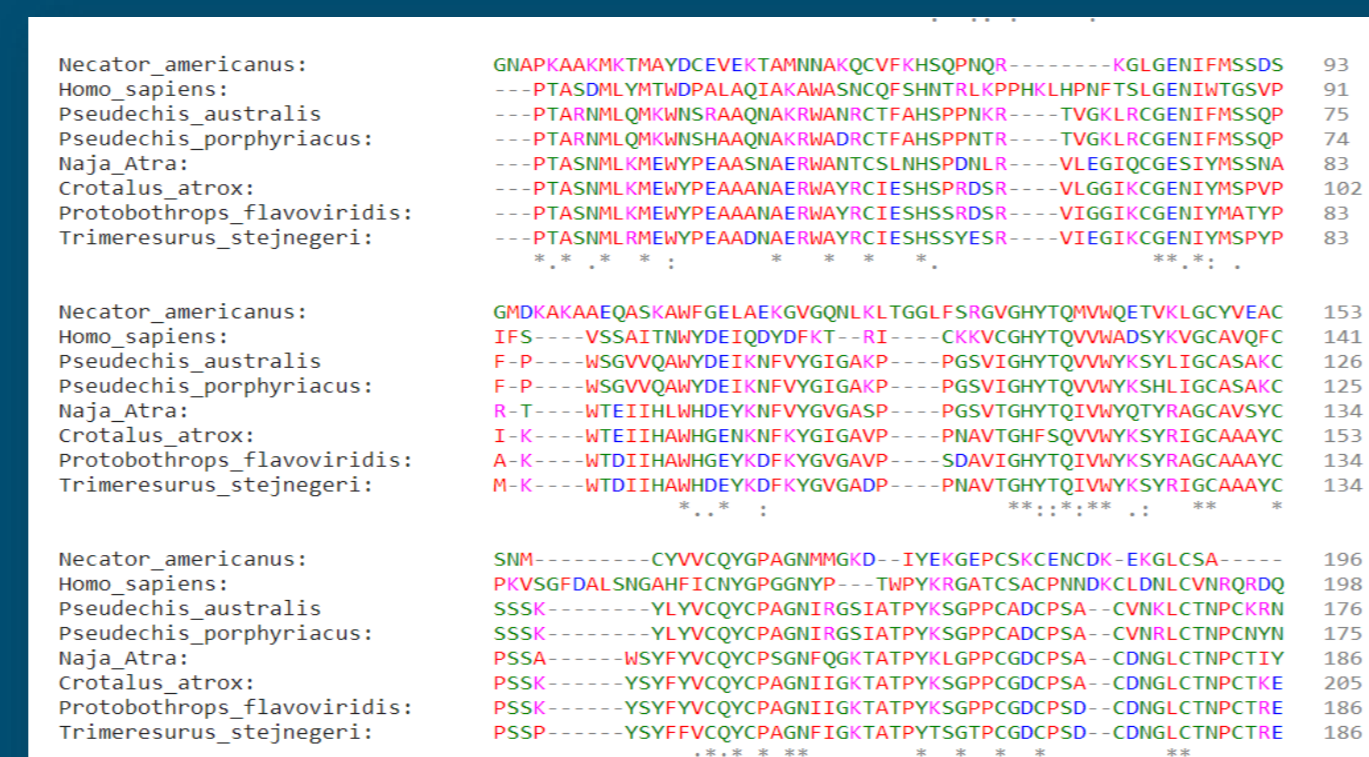 Necator_americanus: GNAPKAAKMKTMAYDCEVEKTAMNNAKQCVFKHSQPNQR--------KGLGENIFMSSDS 93
Homo_sapiens: ---PTASDMLYMTWDPALAQIAKAWASNCQFSHNTRLKPPHKLHPNFTSLGENIWTGSVP 91
Pseudechis_australis ---PTARNMLQMKWNSRAAQNAKRWANRCTFAHSPPNKR----TVGKLRCGENIFMSSQP 75
Pseudechis_porphyriacus: ---PTARNMLQMKWNSHAAQNAKRWADRCTFAHSPPNTR----TVGKLRCGENIFMSSQP 74
Naja_Atra: ---PTASNMLKMEWYPEAASNAERWANTCSLNHSPDNLR----VLEGIQCGESIYMSSNA 83
Crotalus_atrox: ---PTASNMLKMEWYPEAAANAERWAYRCIESHSPRDSR----VLGGIKCGENIYMSPVP 102
Protobothrops_flavoviridis: ---PTASNMLKMEWYPEAAANAERWAYRCIESHSSRDSR----VIGGIKCGENIYMATYP 83
Trimeresurus_stejnegeri: ---PTASNMLRMEWYPEAADNAERWAYRCIESHSSYESR----VIEGIKCGENIYMSPYP 83
*.* .* * : * * * *. **.*: .
Necator_americanus: GMDKAKAAEQASKAWFGELAEKGVGQNLKLTGGLFSRGVGHYTQMVWQETVKLGCYVEAC 153
Homo_sapiens: IFS----VSSAITNWYDEIQDYDFKT--RI----CKKVCGHYTQVVWADSYKVGCAVQFC 141
Pseudechis_australis F-P----WSGVVQAWYDEIKNFVYGIGAKP----PGSVIGHYTQVVWYKSYLIGCASAKC 126
Pseudechis_porphyriacus: F-P----WSGVVQAWYDEIKNFVYGIGAKP----PGSVIGHYTQVVWYKSHLIGCASAKC 125
Naja_Atra: R-T----WTEIIHLWHDEYKNFVYGVGASP----PGSVTGHYTQIVWYQTYRAGCAVSYC 134
Crotalus_atrox: I-K----WTEIIHAWHGENKNFKYGIGAVP----PNAVTGHFSQVVWYKSYRIGCAAAYC 153
Protobothrops_flavoviridis: A-K----WTDIIHAWHGEYKDFKYGVGAVP----SDAVIGHYTQIVWYKSYRAGCAAAYC 134
Trimeresurus_stejnegeri: M-K----WTDIIHAWHDEYKDFKYGVGADP----PNAVTGHYTQIVWYKSYRIGCAAAYC 134
*..* : **::*:** .: ** *
Necator_americanus: SNM---------CYVVCQYGPAGNMMGKD--IYEKGEPCSKCENCDK-EKGLCSA----- 196
Homo_sapiens: PKVSGFDALSNGAHFICNYGPGGNYP---TWPYKRGATCSACPNNDKCLDNLCVNRQRDQ 198
Pseudechis_australis SSSK--------YLYVCQYCPAGNIRGSIATPYKSGPPCADCPSA--CVNKLCTNPCKRN 176
Pseudechis_porphyriacus: SSSK--------YLYVCQYCPAGNIRGSIATPYKSGPPCADCPSA--CVNRLCTNPCNYN 175
Naja_Atra: PSSA------WSYFYVCQYCPSGNFQGKTATPYKLGPPCGDCPSA--CDNGLCTNPCTIY 186
Crotalus_atrox: PSSK------YSYFYVCQYCPAGNIIGKTATPYKSGPPCGDCPSA--CDNGLCTNPCTKE 205
Protobothrops_flavoviridis: PSSK------YSYFYVCQYCPAGNIIGKTATPYKSGPPCGDCPSD--CDNGLCTNPCTRE 186
Trimeresurus_stejnegeri: PSSP------YSYFFVCQYCPAGNFIGKTATPYTSGTPCGDCPSD--CDNGLCTNPCTRE 186
:*:* * ** * * * * **